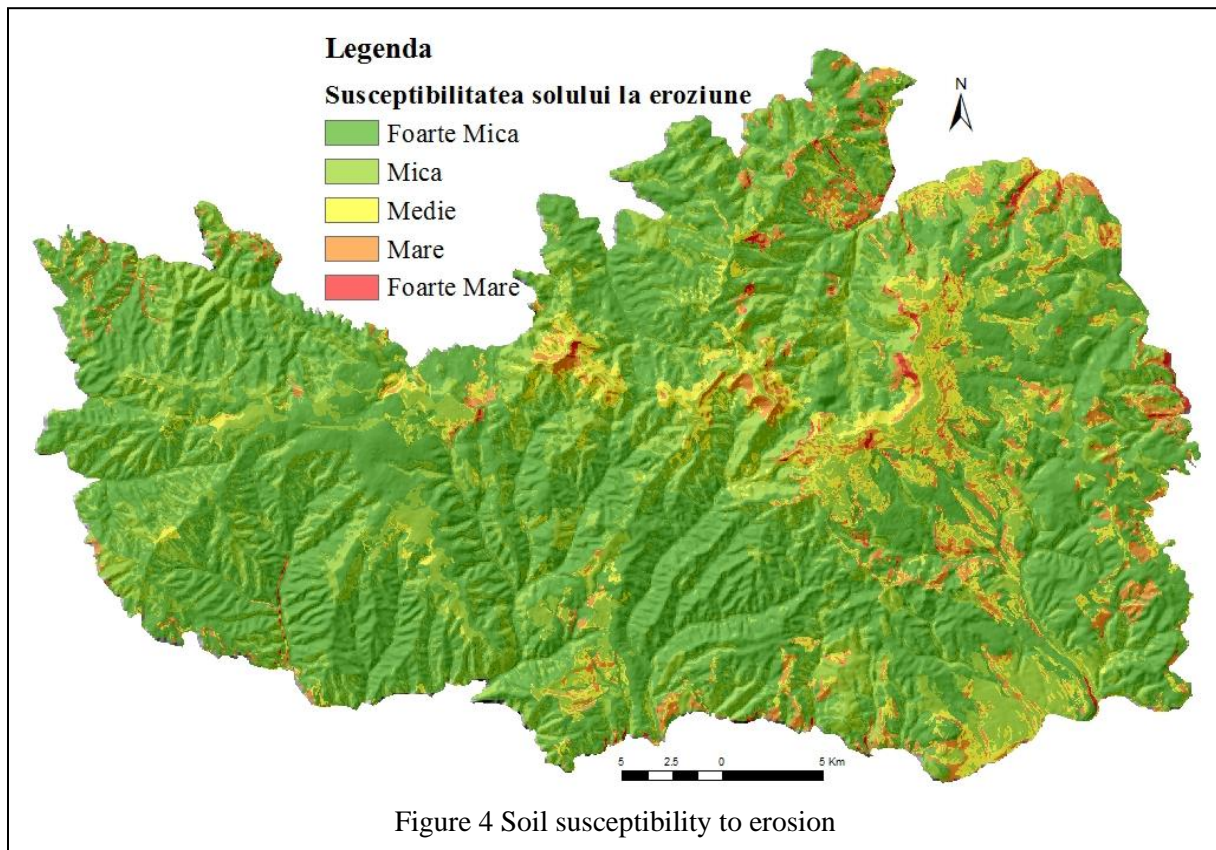 Legenda
Susceptibilitatea solului la eroziune
Foarte Mica
Mica
Medie
Mare
Foarte Mare
N
5 2.5 0 5 Km
Figure 4 Soil susceptibility to erosion